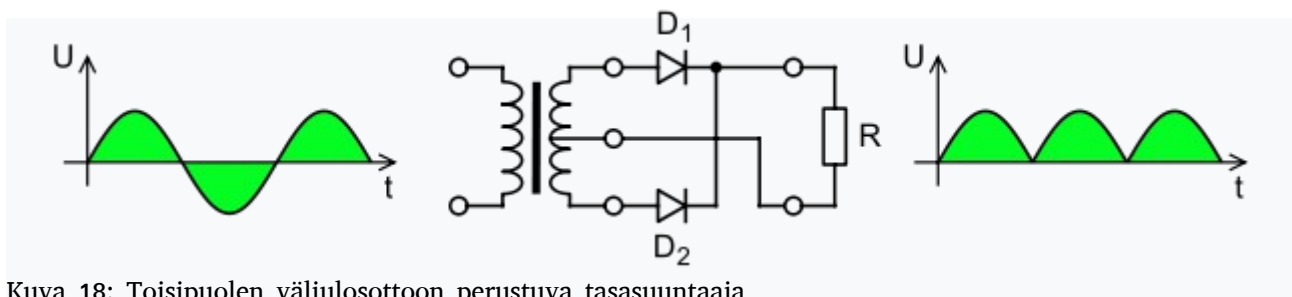 D₁
U
U
R
t
t
D₂
Kuva 18: Toisipuolen väliulosottoon perustuva tasasuuntaaja